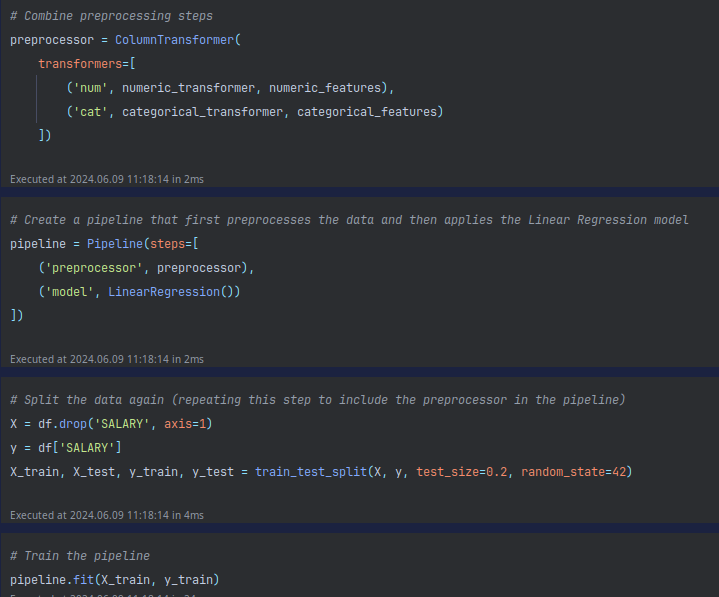 # Combine preprocessing steps
preprocessor = ColumnTransformer(
    transformers=[
        ('num', numeric_transformer, numeric_features),
        ('cat', categorical_transformer, categorical_features)
    ])
Executed at 2024.06.09 11:18:14 in 2ms
# Create a pipeline that first preprocesses the data and then applies the Linear Regression model
pipeline = Pipeline(steps=[
    ('preprocessor', preprocessor),
    ('model', LinearRegression())
])
Executed at 2024.06.09 11:18:14 in 2ms
# Split the data again (repeating this step to include the preprocessor in the pipeline)
X = df.drop('SALARY', axis=1)
y = df['SALARY']
X_train, X_test, y_train, y_test = train_test_split(X, y, test_size=0.2, random_state=42)
Executed at 2024.06.09 11:18:14 in 4ms
# Train the pipeline
pipeline.fit(X_train, y_train)